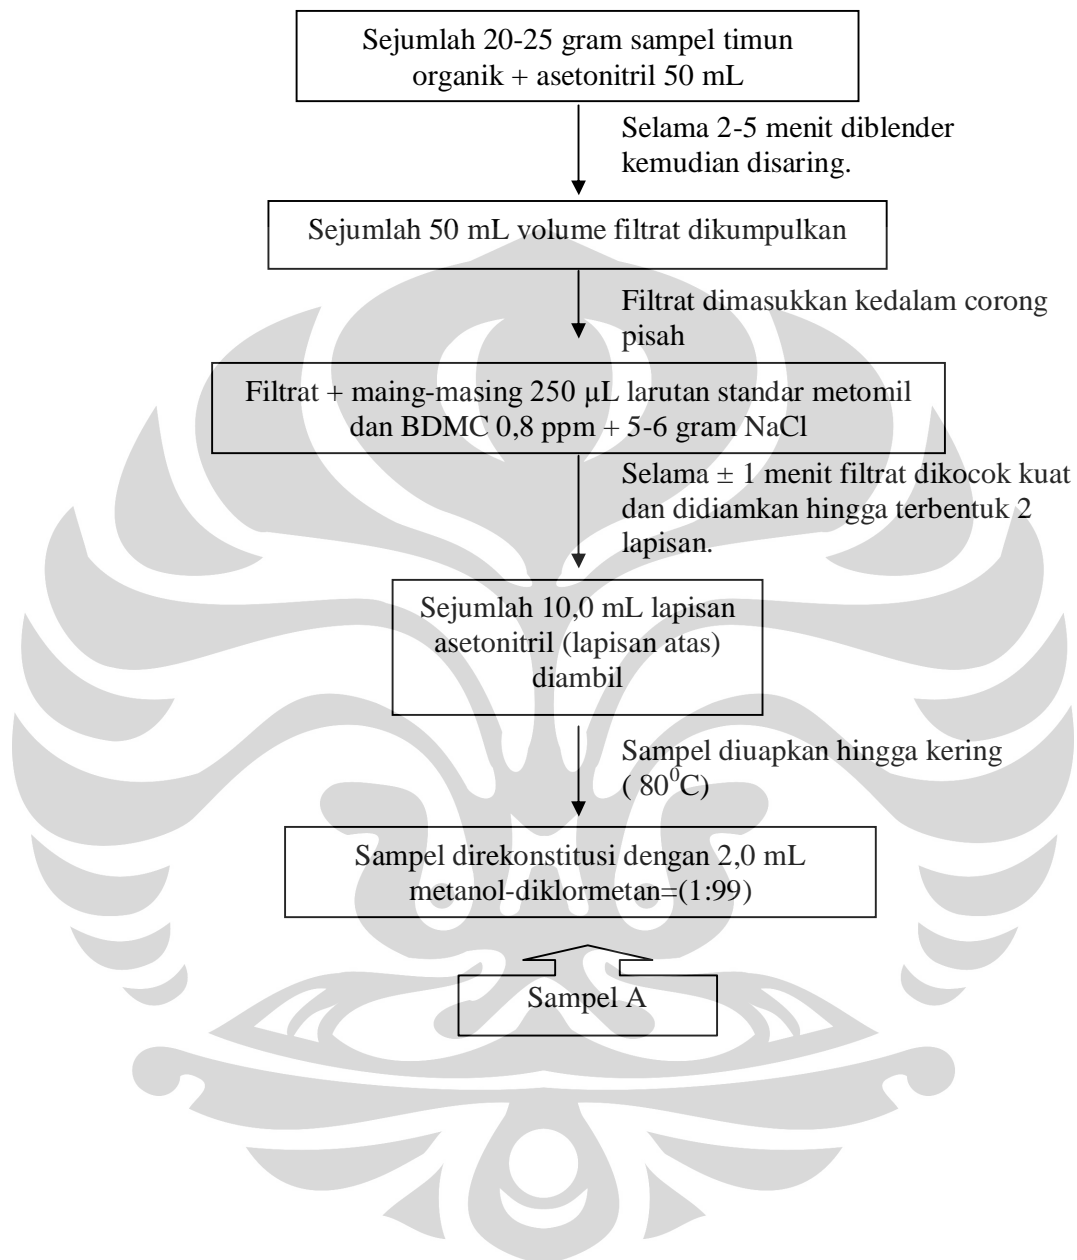 Sejumlah 20-25 gram sampel timun
organik + asetonitril 50 mL
Selama 2-5 menit diblender
kemudian disaring.
Sejumlah 50 mL volume filtrat dikumpulkan
Filtrat dimasukkan kedalam corong
pisah
Filtrat + maing-masing 250 µL larutan standar metomil
dan BDMC 0,8 ppm + 5-6 gram NaCl
Selama ± 1 menit filtrat dikocok kuat
dan didiamkan hingga terbentuk 2
lapisan.
Sejumlah 10,0 mL lapisan
asetonitril (lapisan atas)
diambil
Sampel diuapkan hingga kering
( 80⁰C)
Sampel direkonstitusi dengan 2,0 mL
metanol-diklormetan=(1:99)
Sampel A